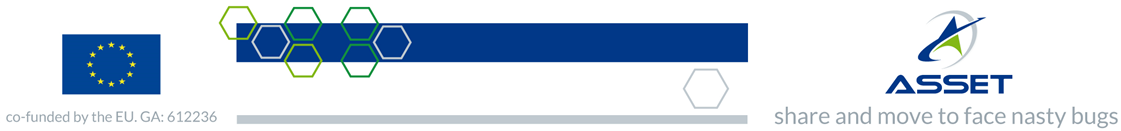 co-funded by the EU. GA: 612236
ASSET
share and move to face nasty bugs